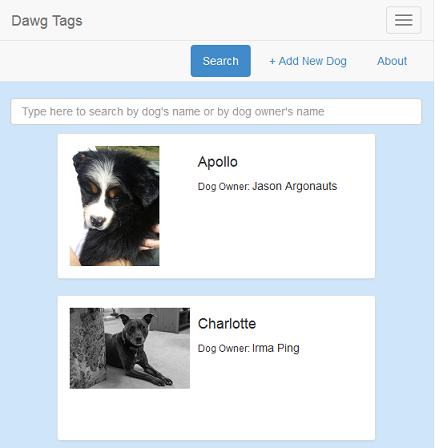 Dawg Tags
Search
+ Add New Dog
About
Type here to search by dog's name or by dog owner's name
Apollo
Dog Owner: Jason Argonauts
Charlotte
Dog Owner: Irma Ping